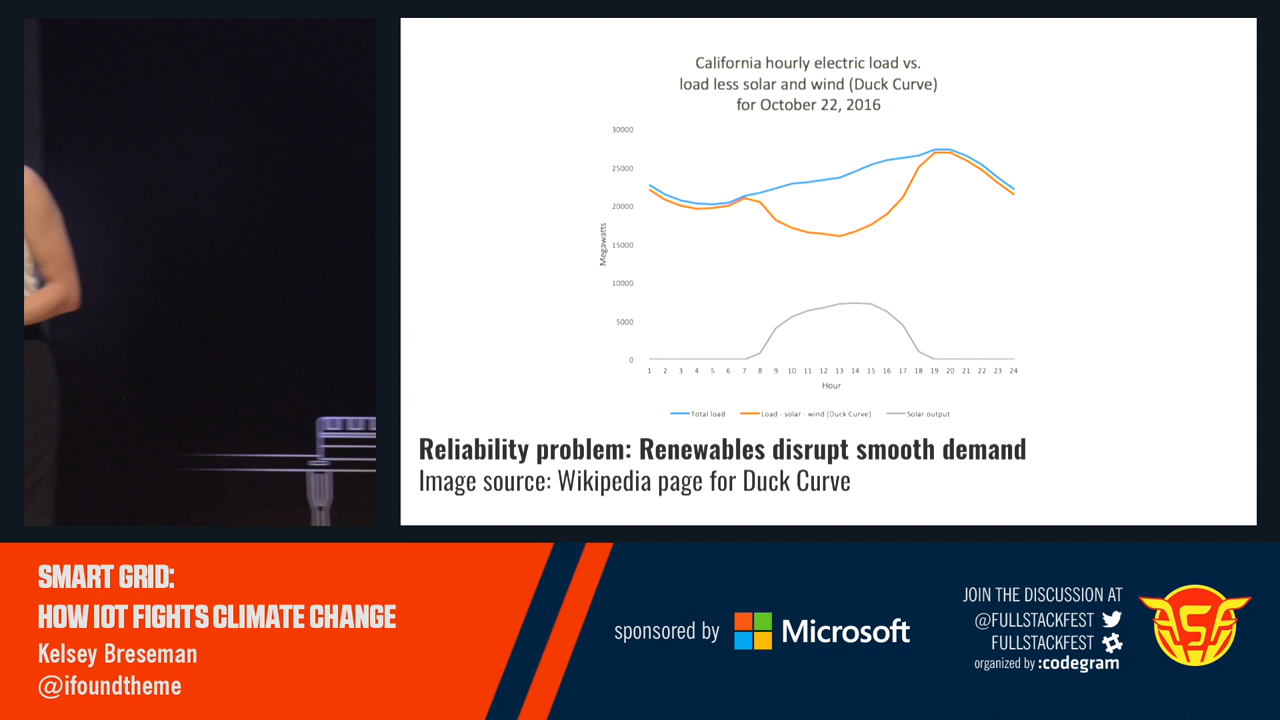 California hourly electric load vs.
load less solar and wind (Duck Curve)
for October 22, 2016
30000
25000
20000
15000
10000
5000
0
Megawatts
1 2 3 4 5 6 7 8 9 10 11 12 13 14 15 16 17 18 19 20 21 22 23 24
Hour
Total load Load - solar - wind (Duck Curve) Solar output
Reliability problem: Renewables disrupt smooth demand
Image source: Wikipedia page for Duck Curve
SMART GRID:
HOW IOT FIGHTS CLIMATE CHANGE
Kelsey Breseman
@ifoundtheme
sponsored by Microsoft
JOIN THE DISCUSSION AT
@FULLSTACKFEST
FULLSTACKFEST
organized by :codegram